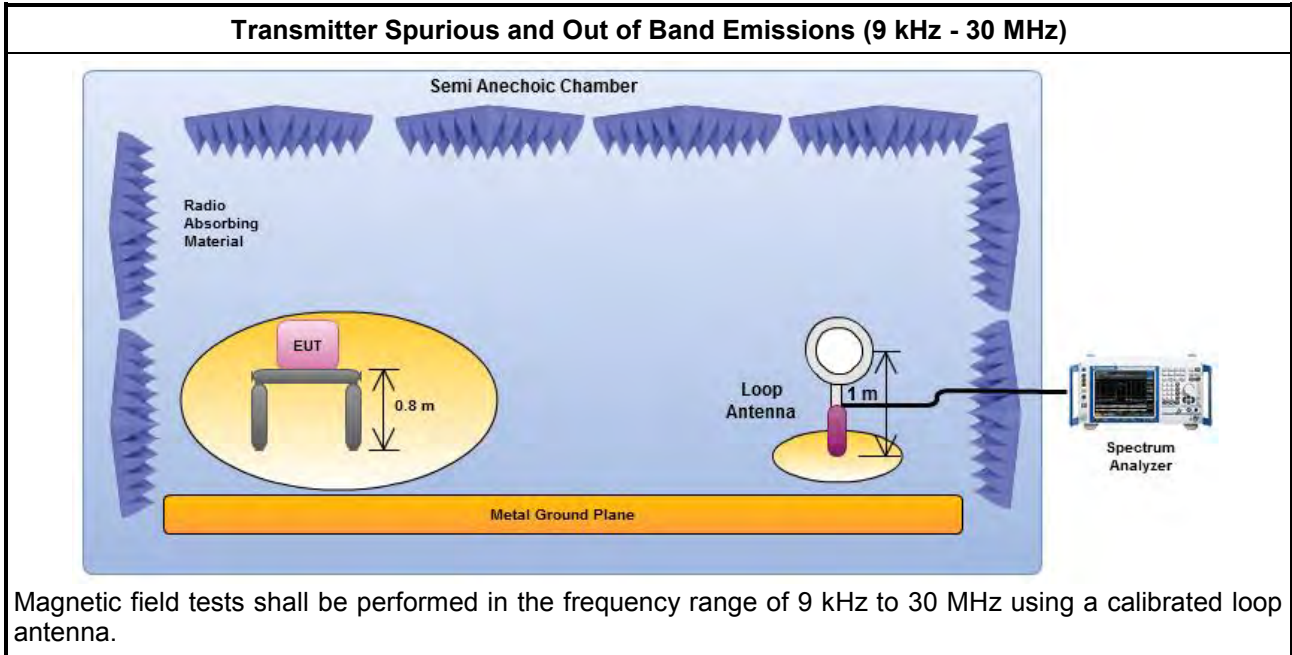 Transmitter Spurious and Out of Band Emissions (9 kHz - 30 MHz)
Semi Anechoic Chamber
Radio
Absorbing
Material
EUT
0.8 m
Loop
Antenna
1 m
Spectrum
Analyzer
Metal Ground Plane
Magnetic field tests shall be performed in the frequency range of 9 kHz to 30 MHz using a calibrated loop
antenna.